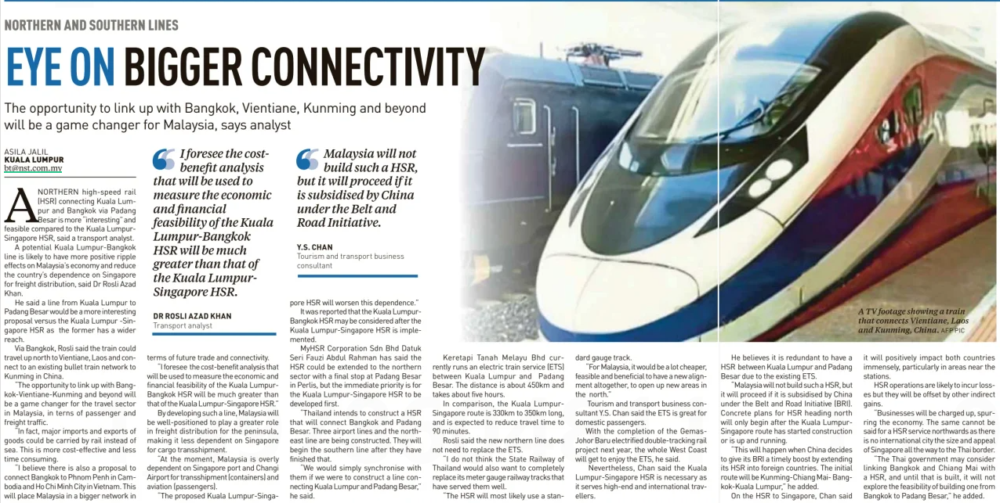 NORTHERN AND SOUTHERN LINES
EYE ON BIGGER CONNECTIVITY
The opportunity to link up with Bangkok, Vientiane, Kunming and beyond
will be a game changer for Malaysia, says analyst
ASILA JALIL
KUALA LUMPUR
bt@nst.com.my
A NORTHERN high-speed rail
(HSR) connecting Kuala Lum-
pur and Bangkok via Padang
Besar is more "interesting" and
feasible compared to the Kuala Lumpur-
Singapore HSR, said a transport analyst.
A potential Kuala Lumpur-Bangkok
line is likely to have more positive ripple
effects on Malaysia's economy and reduce
the country's dependence on Singapore
for freight distribution, said Dr Rosli Azad
Khan.
He said a line from Kuala Lumpur to
Padang Besar would be a more interesting
proposal versus the Kuala Lumpur -Sin-
gapore HSR as the former has a wider
reach.
Via Bangkok, Rosli said the train could
travel up north to Vientiane, Laos and con-
nect to an existing bullet train network to
Kunming in China.
"The opportunity to link up with Bang-
kok-Vientiane-Kunming and beyond
will be a game changer for the travel sector
in Malaysia, in terns of passenger and
freight traffic.
"In fact, major imports and exports of
goods could be carried by rail instead of
sea. This is more cost-effective and less
time consuming.
"I believe there is also a proposal to
connect Bangkok to Phnom Penh in Cam-
bodia and Ho Chi Minh City in Vietnam. This
will place Malaysia in a bigger network in
I foresee the cost-
benefit analysis
that will be used to
measure the economic
and financial
feasibility of the Kuala
Lumpur-Bangkok
HSR will be much
greater than that of
the Kuala Lumpur-
Singapore HSR.
DR ROSLI AZAD KHAN
Transport analyst
terms of future trade and connectivity.
"I foresee the cost-benefit analysis that
will be used to measure the economic and
financial feasibility of the Kuala Lumpur-
Bangkok HSR will be much greater than
that of the Kuala Lumpur-Singapore HSR."
By developing such a line, Malaysia will
be well-positioned to play a greater role
in freight distribution for the peninsula,
making it less dependent on Singapore
for cargo transshipment.
"At the moment, Malaysia is overly
dependent on Singapore port and Changi
Airport for transshipment (containers) and
aviation (passengers).
"The proposed Kuala Lumpur-Singa-
Malaysia will not
build such a HSR,
but it will proceed if it
is subsidised by China
under the Belt and
Road Initiative.
Y.S. CHAN
Tourism and transport business
consultant
pore HSR will worsen this dependence."
It was reported that the Kuala Lumpur-
Bangkok HSR may be considered after the
Kuala Lumpur-Singapore HSR is imple-
mented.
MyHSR Corporation Sdn Bhd Datuk
Seri Fauzi Abdul Rahman has said the
HSR could be extended to the northern
sector with a final stop at Padang Besar
in Perlis, but the immediate priority is for
the Kuala Lumpur-Singapore HSR to be
developed first.
"Thailand intends to construct a HSR
that will connect Bangkok and Padang
Besar. Three airport lines and the north-
east line are being constructed. They will
begin the southern line after they have
finished that.
"We would simply synchronise with
them if we were to construct a line con-
necting Kuala Lumpur and Padang Besar,"
he said.
Keretapi Tanah Melayu Bhd cur-
rently runs an electric train service (ETS)
between Kuala Lumpur and Padang
Besar. The distance is about 450km and
takes about five hours.
In comparison, the Kuala Lumpur-
Singapore route is 330km to 350km long,
and is expected to reduce travel time to
90 minutes.
Rosli said the new northern line does
not need to replace the ETS.
"I do not think the State Railway of
Thailand would also want to completely
replace its meter gauge railway tracks that
have served them well.
"The HSR will most likely use a stan-
dard gauge track.
"For Malaysia, it would be a lot cheaper,
feasible and beneficial to have a new align-
ment altogether, to open up new areas in
the north."
Tourism and transport business con-
sultant Y.S. Chan said the ETS is great for
domestic passengers.
With the completion of the Gemas-
Johor Baru electrified double-tracking rail
project next year, the whole West Coast
will get to enjoy the ETS, he said.
Nevertheless, Chan said the Kuala
Lumpur-Singapore HSR is necessary as
it serves high-end and international trav-
ellers.
He believes it is redundant to have a
HSR between Kuala Lumpur and Padang
Besar due to the existing ETS.
"Malaysia will not build such a HSR, but
it will proceed if it is subsidised by China
under the Belt and Road Initiative (BRI).
Concrete plans for HSR heading north
will only begin after the Kuala Lumpur-
Singapore route has started construction
or is up and running.
"This will happen when China decides
to give its BRI a timely boost by extending
its HSR into foreign countries. The initial
route will be Kunming-Chiang Mai- Bang-
kok-Kuala Lumpur," he added.
On the HSR to Singapore, Chan said
A TV footage showing a train
that connects Vientiane, Laos
and Kunming, China. AFP PIC
it will positively impact both countries
immensely, particularly in areas near the
stations.
HSR operations are likely to incur loss-
es but they will be offset by other indirect
gains.
"Businesses will be charged up, spur-
ring the economy. The same cannot be
said for a HSR service northwards as there
is no international city the size and appeal
of Singapore all the way to the Thai border.
"The Thai government may consider
linking Bangkok and Chiang Mai with
a HSR, and until that is built, it will not
explore the feasibility of building one from
Bangkok to Padang Besar," he added.